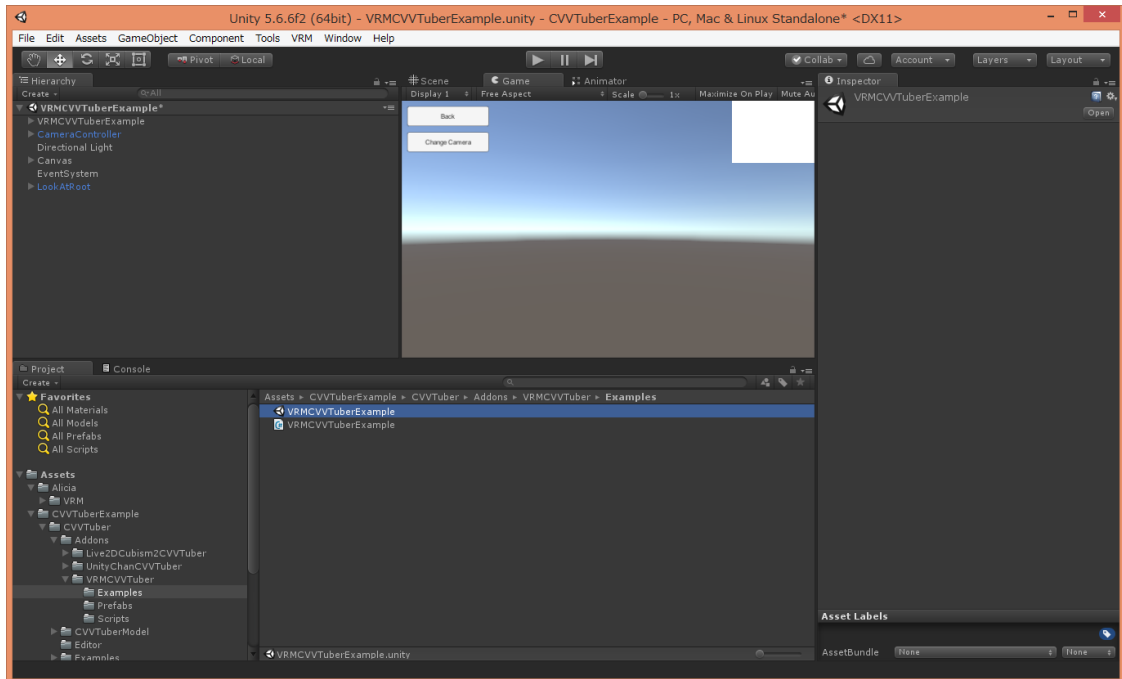 Unity 5.6.6f2 (64bit) - VRMCVVTuberExample.unity - CVVTuberExample - PC, Mac & Linux Standalone* <DX11>
File Edit Assets GameObject Component Tools VRM Window Help
Pivot Local Collab Account Layers Layout
Hierarchy
Create All
VRMCVVTuberExample*
VRMCVVTuberExample
CameraController
Directional Light
Canvas
EventSystem
LookAtRoot
Scene Game Animator
Display 1 Free Aspect Scale 1x Maximize On Play Mute Au
Back
Change Camera
Inspector
VRMCVVTuberExample
Open
Project Console
Create
Favorites
All Materials
All Models
All Prefabs
All Scripts
Assets
Alicia
VRM
CVVTuberExample
CVVTuber
Addons
Live2DCubism2CVVTuber
UnityChanCVVTuber
VRMCVVTuber
Examples
Prefabs
Scripts
CVVTuberModel
Editor
Examples
Assets ▸ CVVTuberExample ▸ CVVTuber ▸ Addons ▸ VRMCVVTuber ▸ Examples
VRMCVVTuberExample
VRMCVVTuberExample
VRMCVVTuberExample.unity
Asset Labels
AssetBundle None None